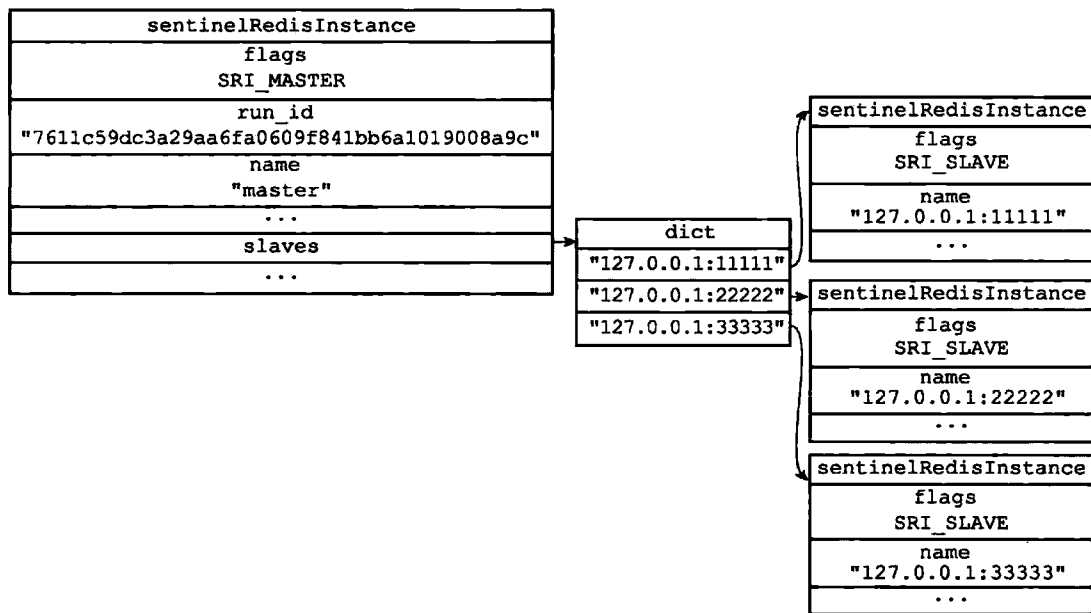 sentinelRedisInstance
flags
SRI_MASTER
run_id
"7611c59dc3a29aa6fa0609f841bb6a1019008a9c"
name
"master"
...
slaves
...
dict
"127.0.0.1:11111"
"127.0.0.1:22222"
"127.0.0.1:33333"
sentinelRedisInstance
flags
SRI_SLAVE
name
"127.0.0.1:11111"
...
sentinelRedisInstance
flags
SRI_SLAVE
name
"127.0.0.1:22222"
...
sentinelRedisInstance
flags
SRI_SLAVE
name
"127.0.0.1:33333"
...